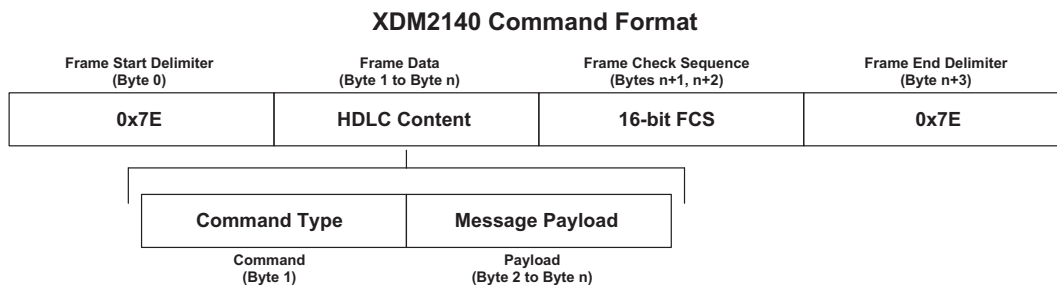 XDM2140 Command Format
Frame Start Delimiter
(Byte 0)
Frame Data
(Byte 1 to Byte n)
Frame Check Sequence
(Bytes n+1, n+2)
Frame End Delimiter
(Byte n+3)
0x7E
HDLC Content
16-bit FCS
0x7E
Command Type
Message Payload
Command
(Byte 1)
Payload
(Byte 2 to Byte n)